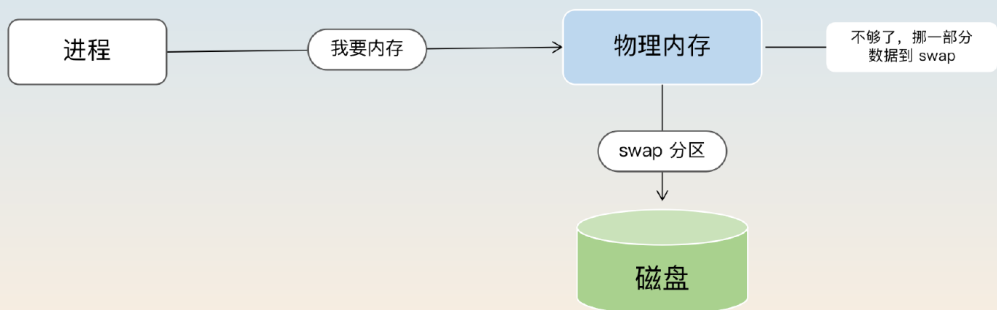 进程
我要内存
物理内存
不够了，挪一部分
数据到 swap
swap 分区
磁盘